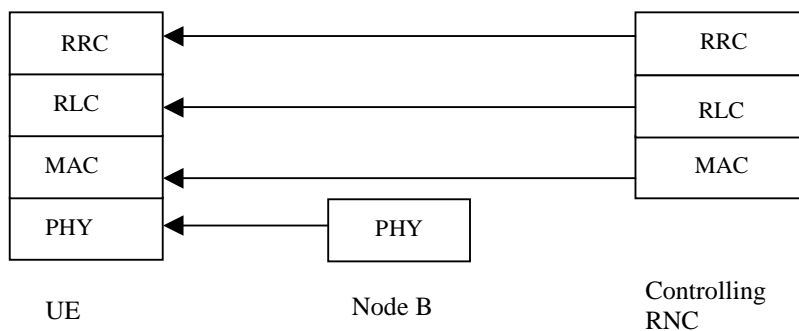 RRC
RRC
RLC
RLC
MAC
MAC
PHY
PHY
UE
Node B
Controlling
RNC